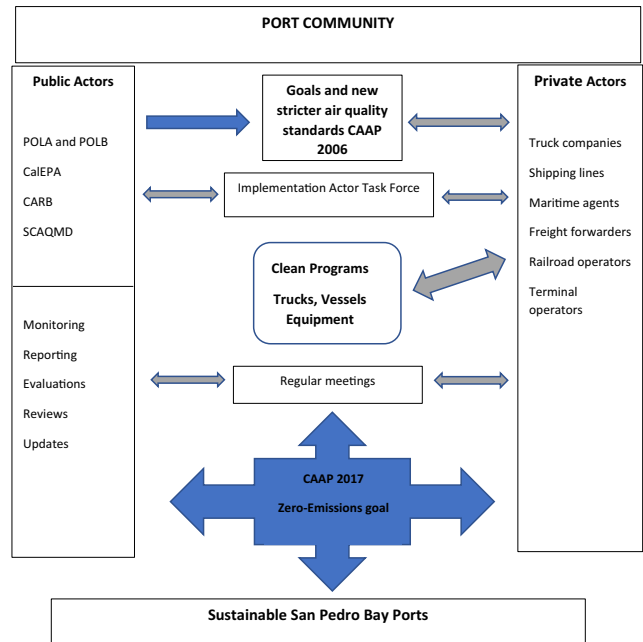 PORT COMMUNITY
Public Actors
POLA and POLB
CalEPA
CARB
SCAQMD
Monitoring
Reporting
Evaluations
Reviews
Updates
Goals and new
stricter air quality
standards CAAP
2006
Implementation Actor Task Force
Clean Programs
Trucks, Vessels
Equipment
Regular meetings
CAAP 2017
Zero-Emissions goal
Private Actors
Truck companies
Shipping lines
Maritime agents
Freight forwarders
Railroad operators
Terminal
operators
Sustainable San Pedro Bay Ports